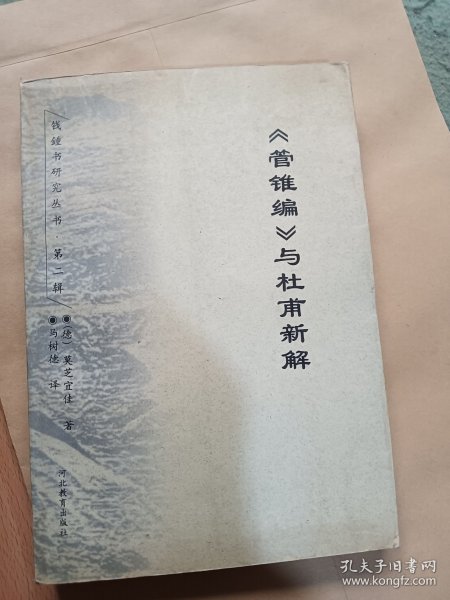 《管锥编》与杜甫新解
钱鍾书研究丛书·第二辑
◉(德)莫芝宜佳 著
◉马树德 译
河北教育出版社
孔夫子旧书网
www.kongfz.com